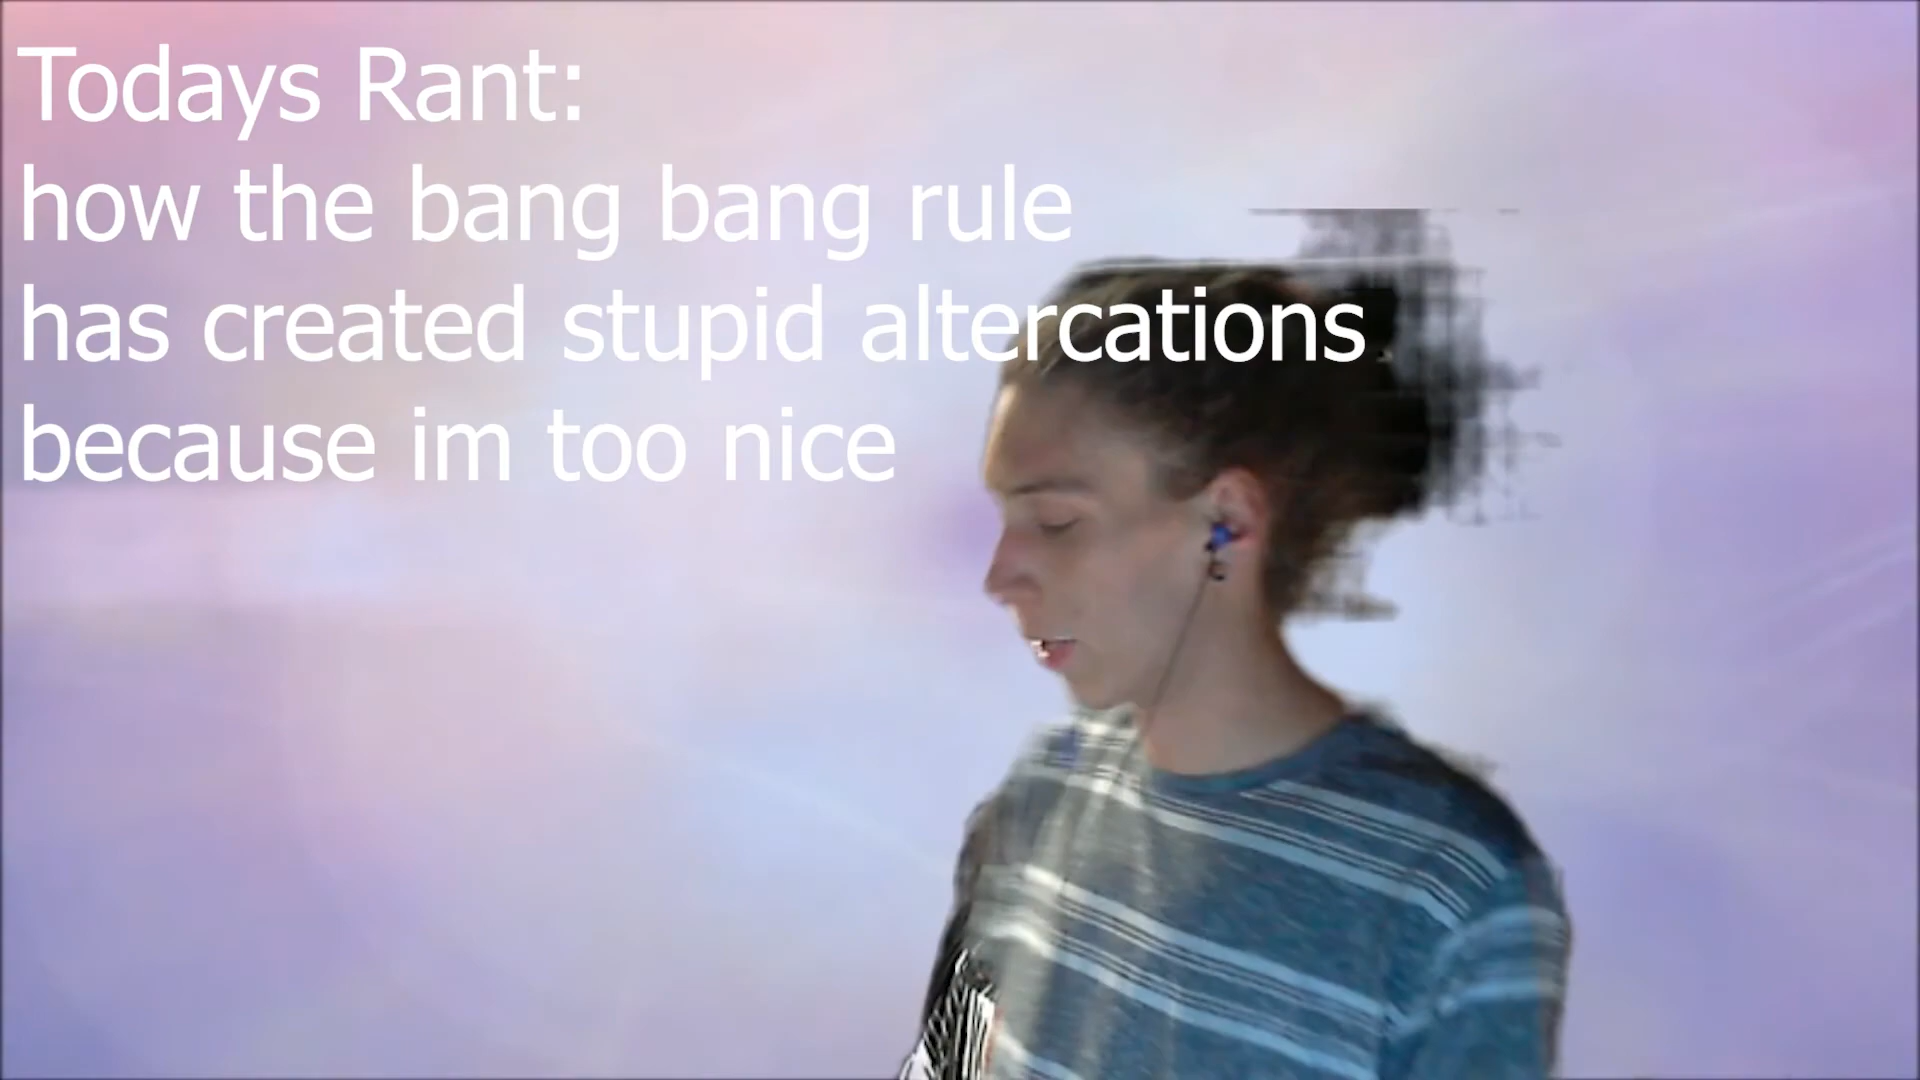 Todays Rant:
how the bang bang rule
has created stupid altercations
because im too nice